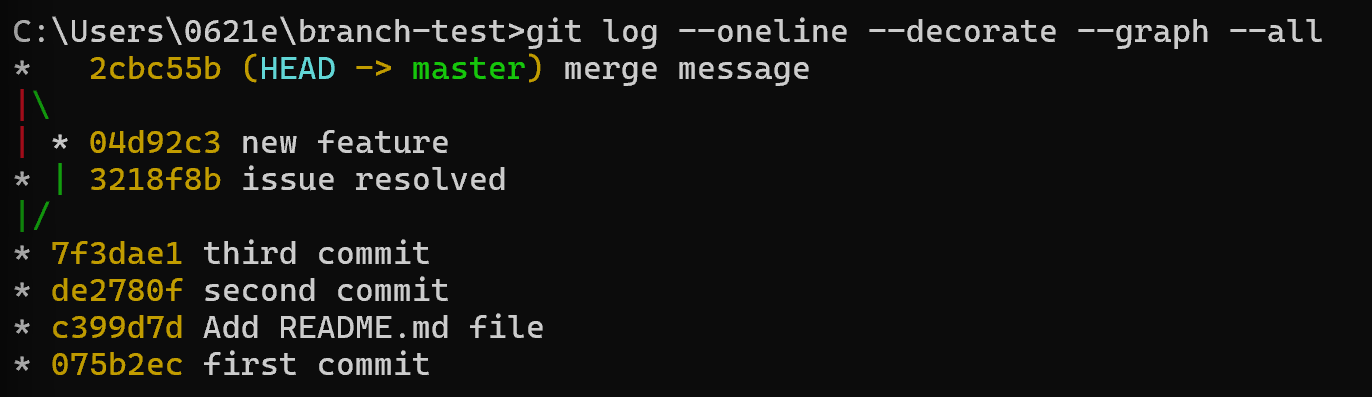 C:\Users\0621e\branch-test>git log --oneline --decorate --graph --all
*   2cbc55b (HEAD -> master) merge message
|\
| * 04d92c3 new feature
* | 3218f8b issue resolved
|/
* 7f3dae1 third commit
* de2780f second commit
* c399d7d Add README.md file
* 075b2ec first commit